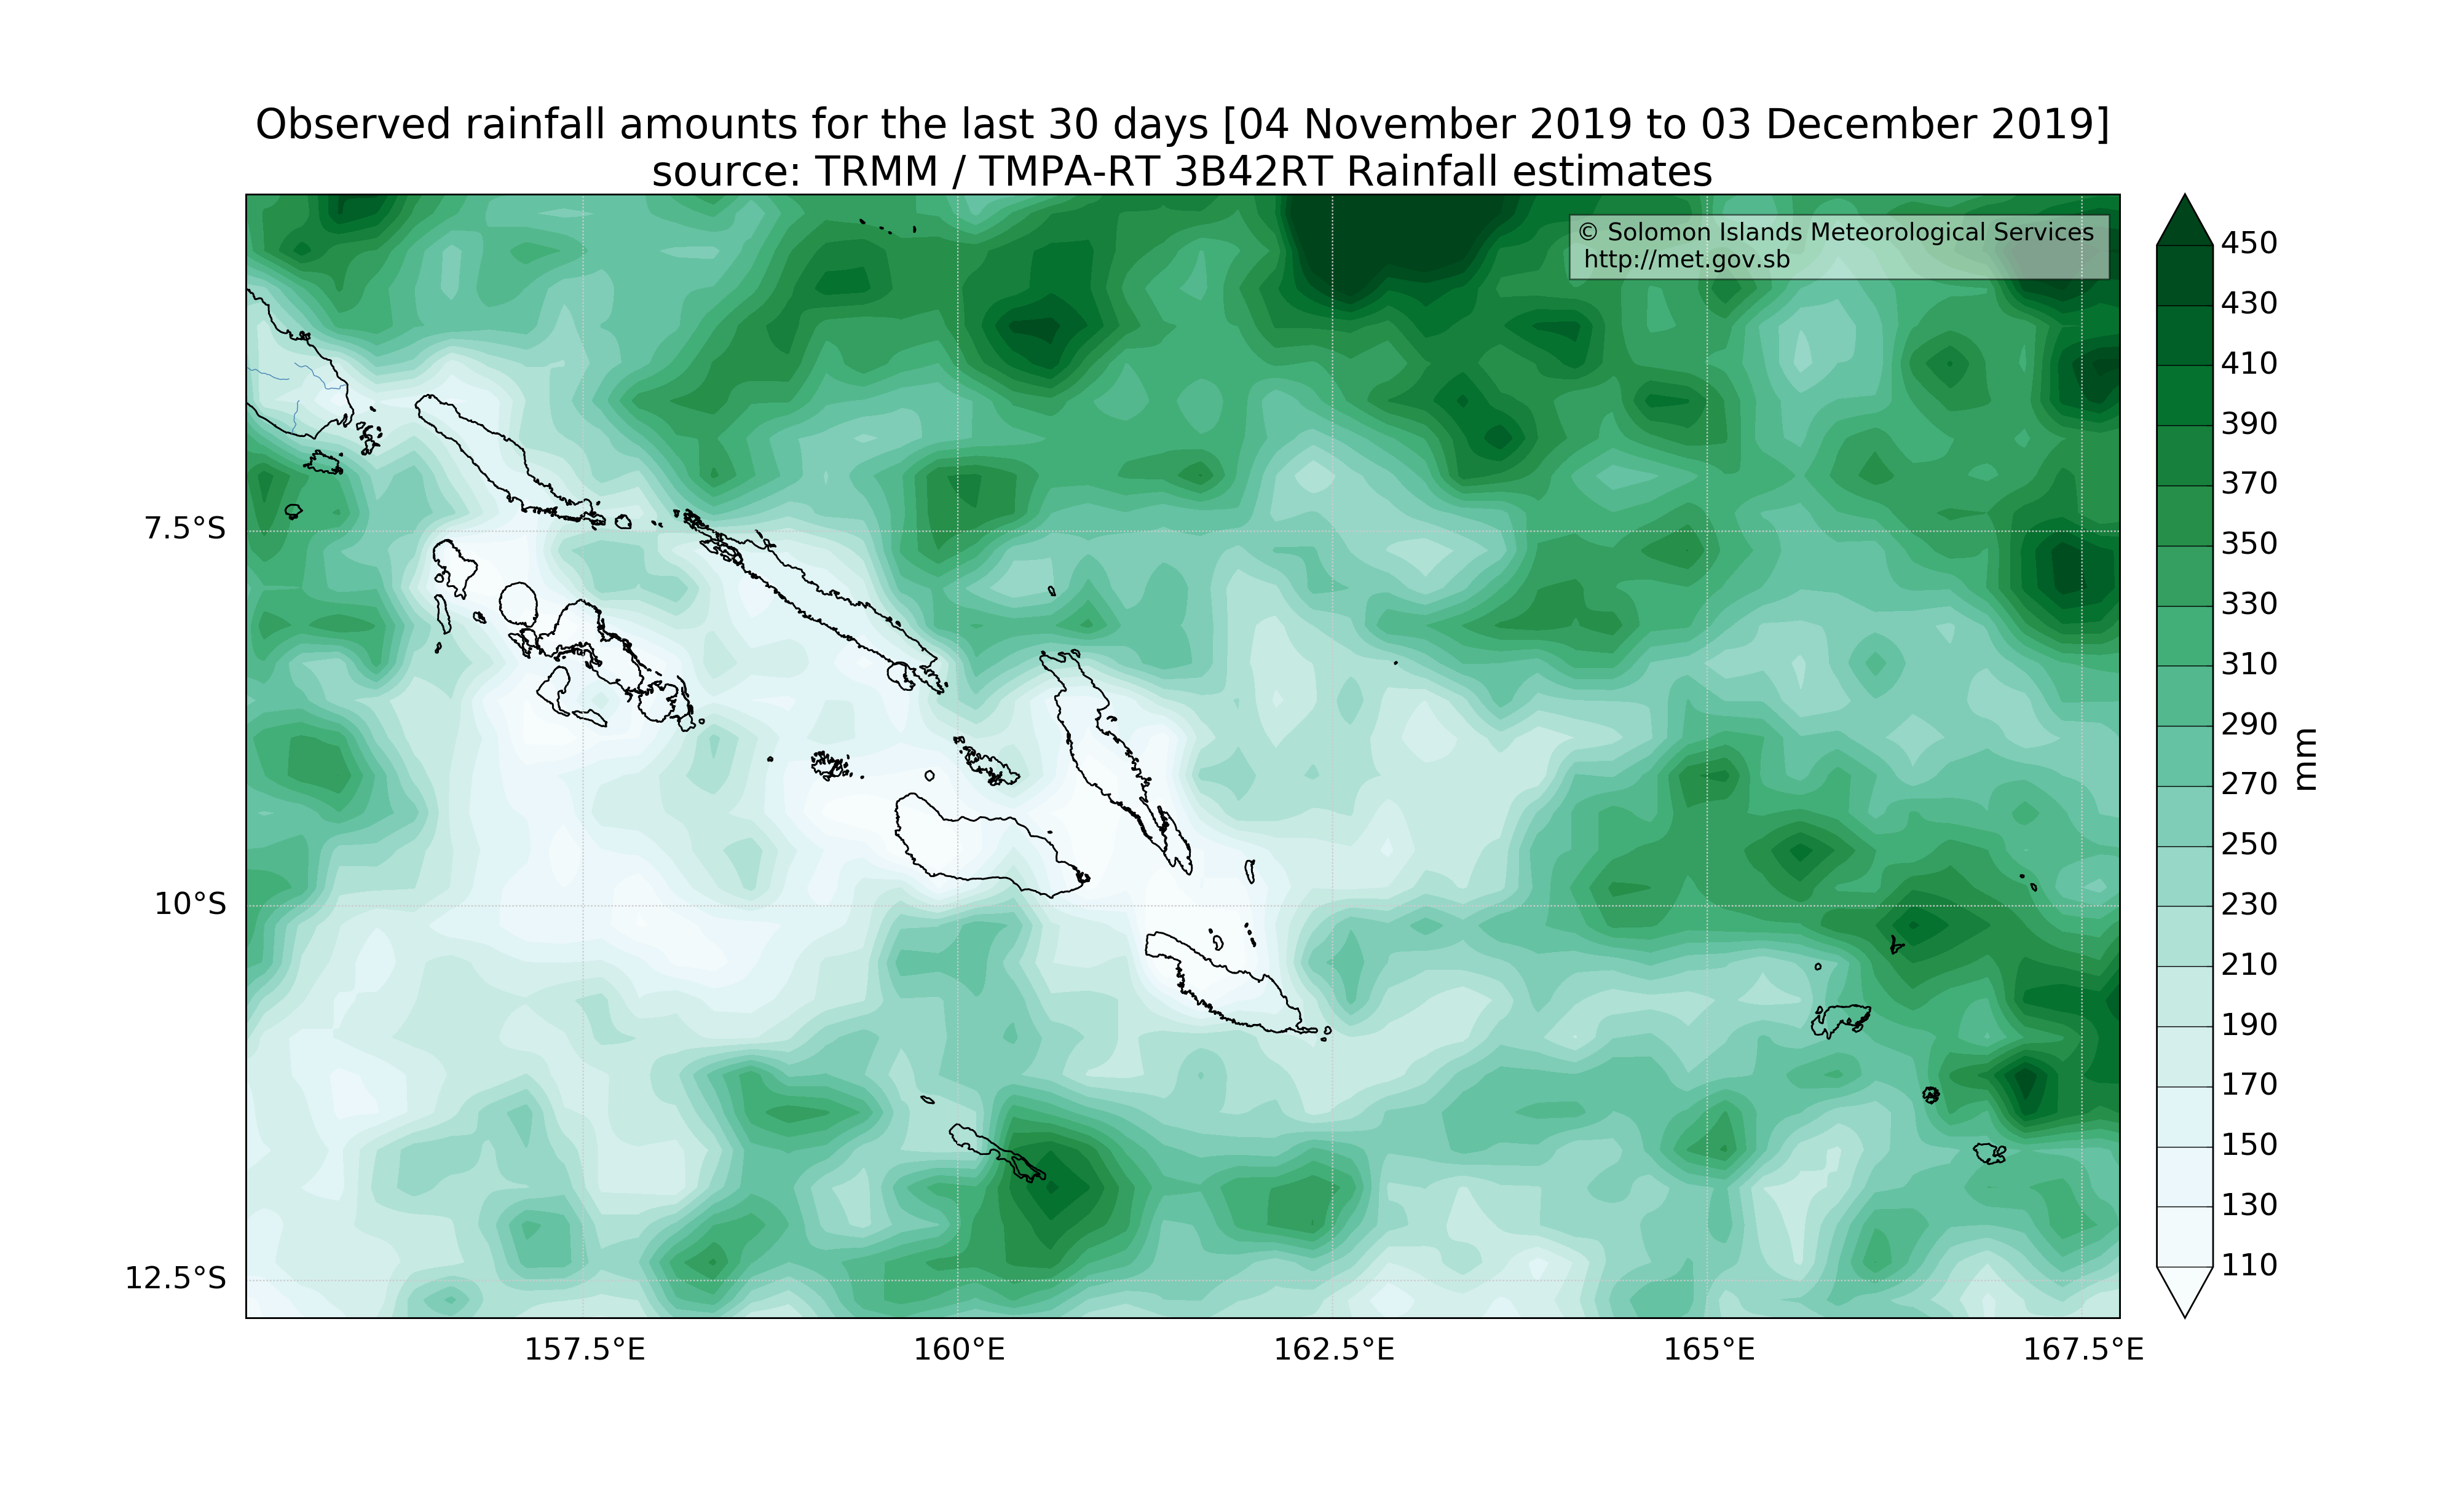 Observed rainfall amounts for the last 30 days [04 November 2019 to 03 December 2019]
source: TRMM / TMPA-RT 3B42RT Rainfall estimates
© Solomon Islands Meteorological Services
http://met.gov.sb
7.5°S
10°S
12.5°S
157.5°E
160°E
162.5°E
165°E
167.5°E
450
430
410
390
370
350
330
310
290
270
250
230
210
190
170
150
130
110
mm